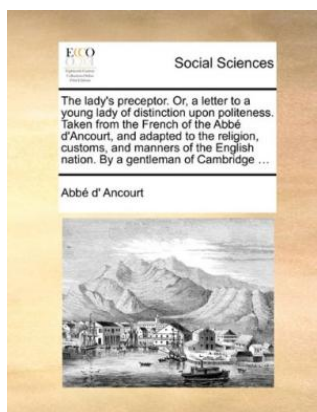 ECCO
Social Sciences
The lady's preceptor. Or, a letter to a
young lady of distinction upon politeness.
Taken from the French of the Abbé
d'Ancourt, and adapted to the religion,
customs, and manners of the English
nation. By a gentleman of Cambridge ...
Abbé d' Ancourt